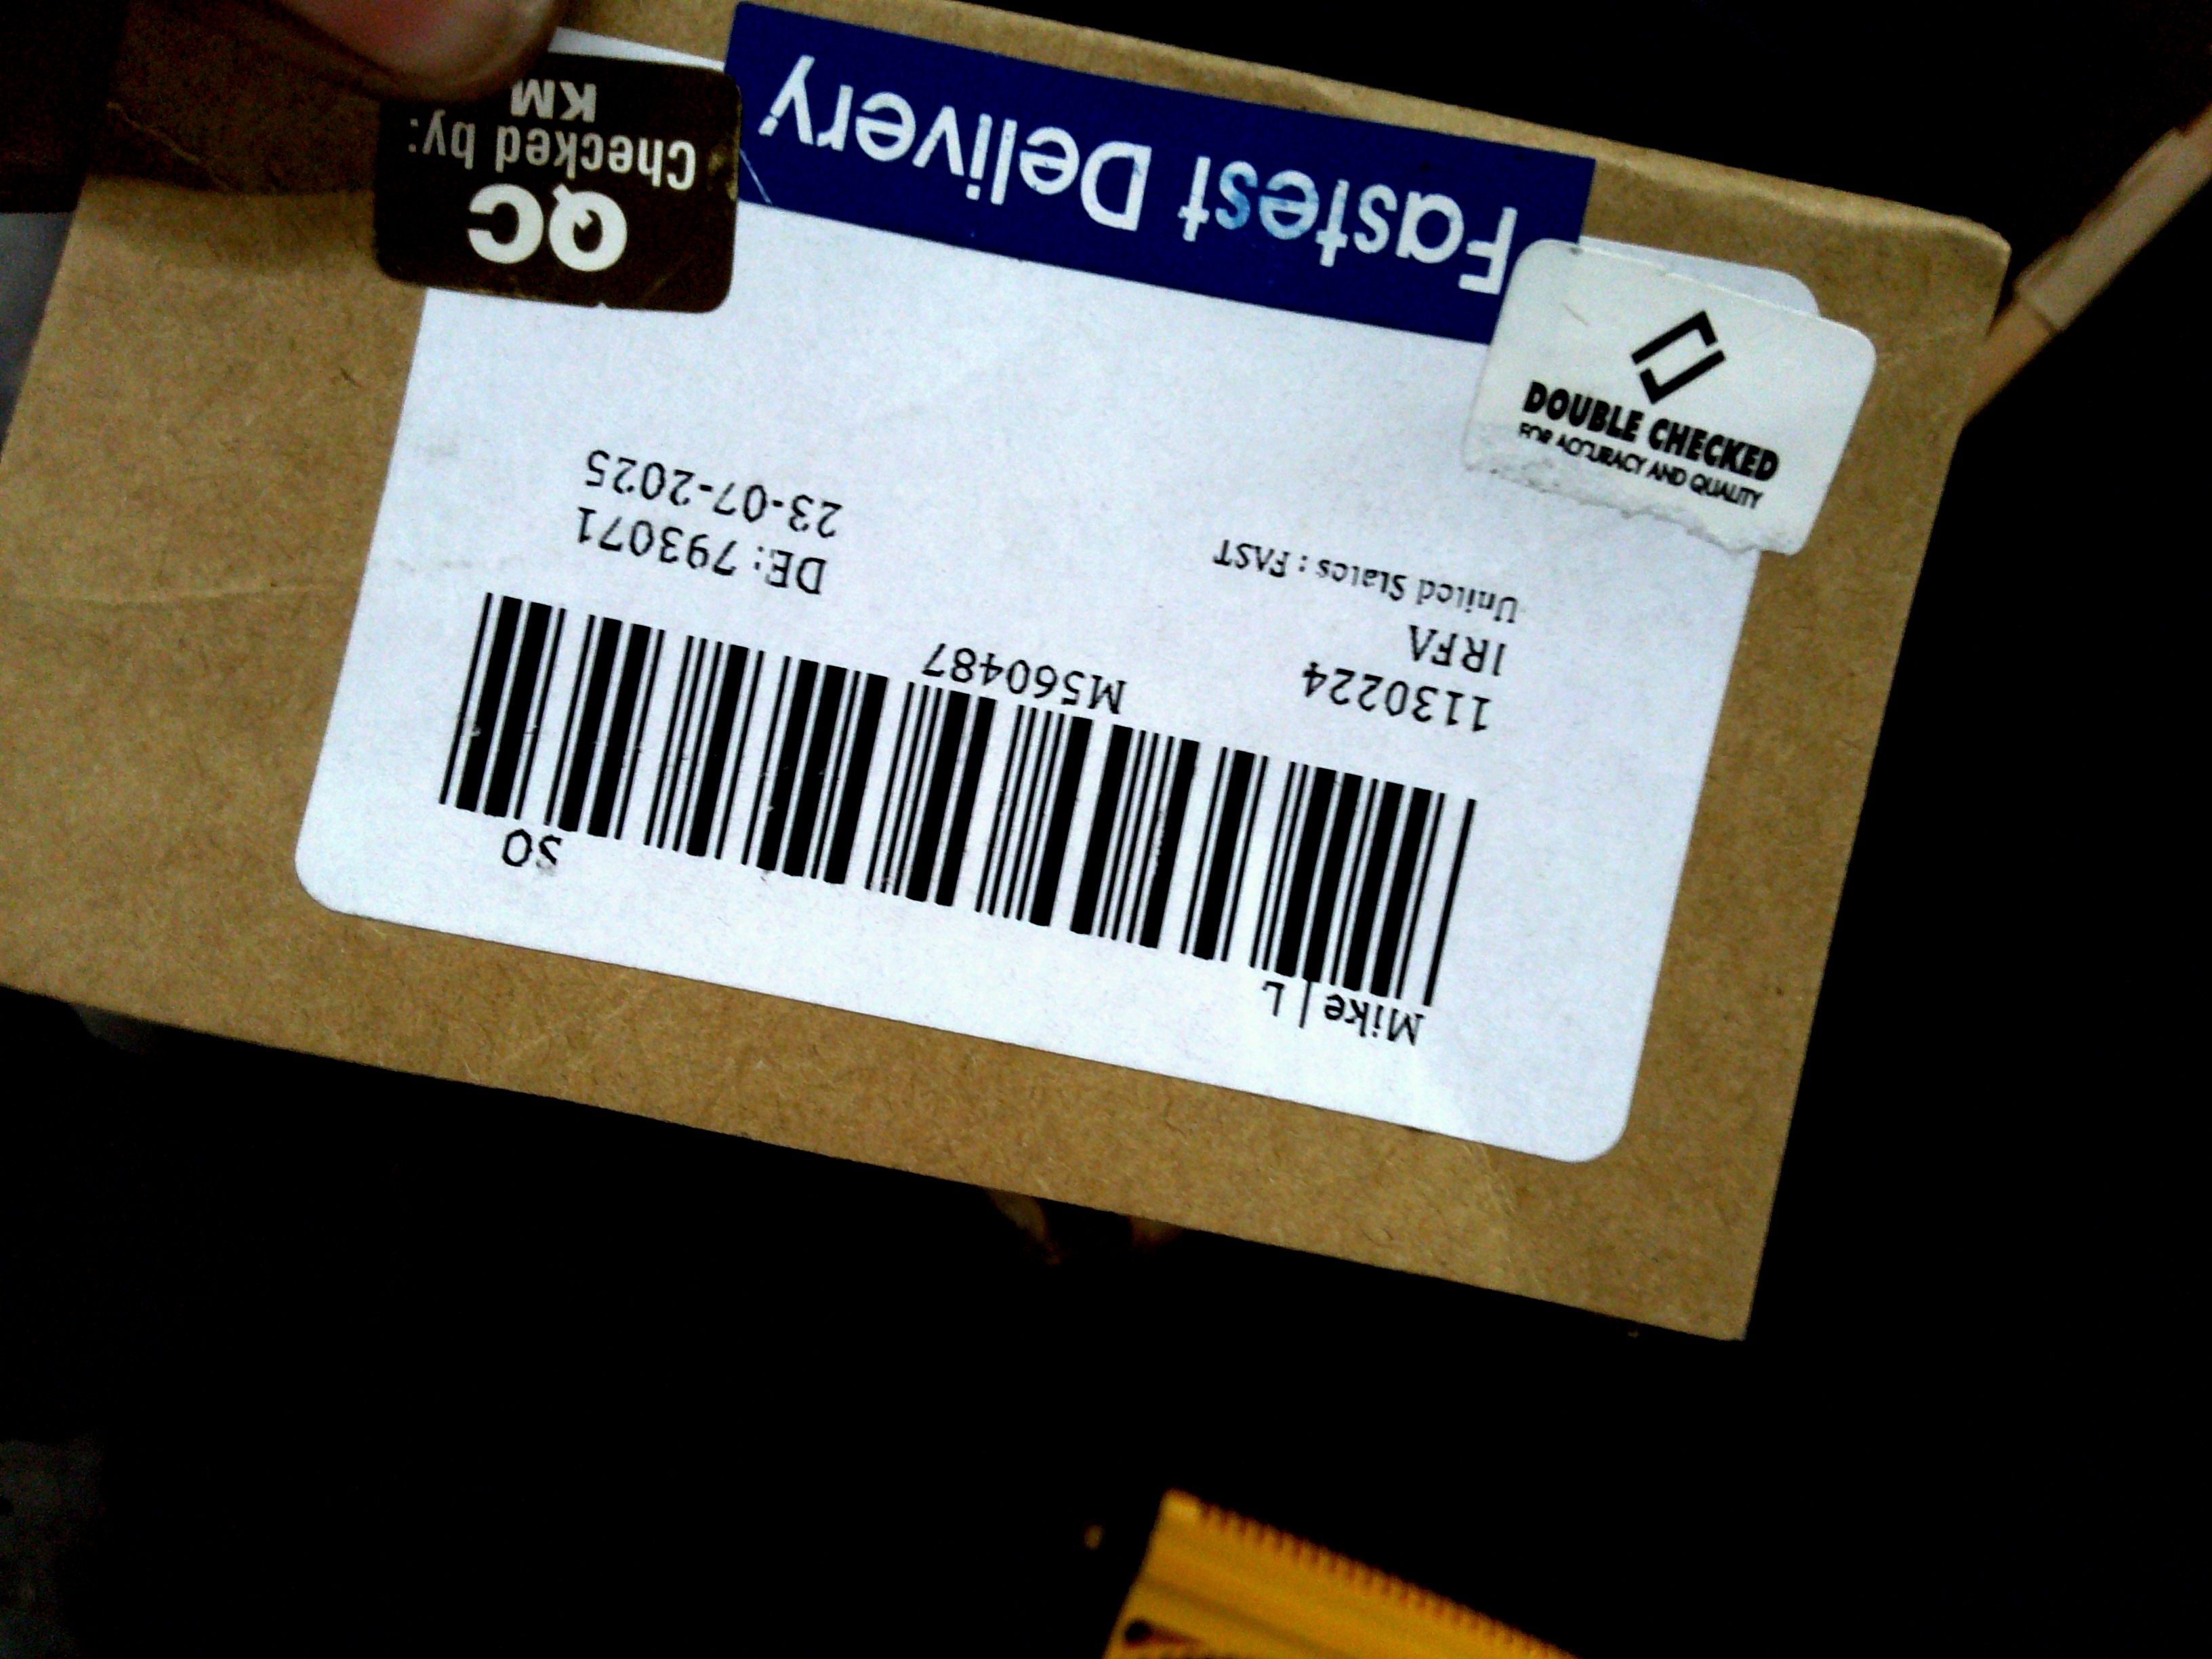 Mike | L
SO
1130224
M560487
DE: 793071
IRFA
23-07-2025
United States : FAST
Fastest Delivery
QC
Checked by:
KM
DOUBLE CHECKED
FOR ACCURACY AND QUALITY